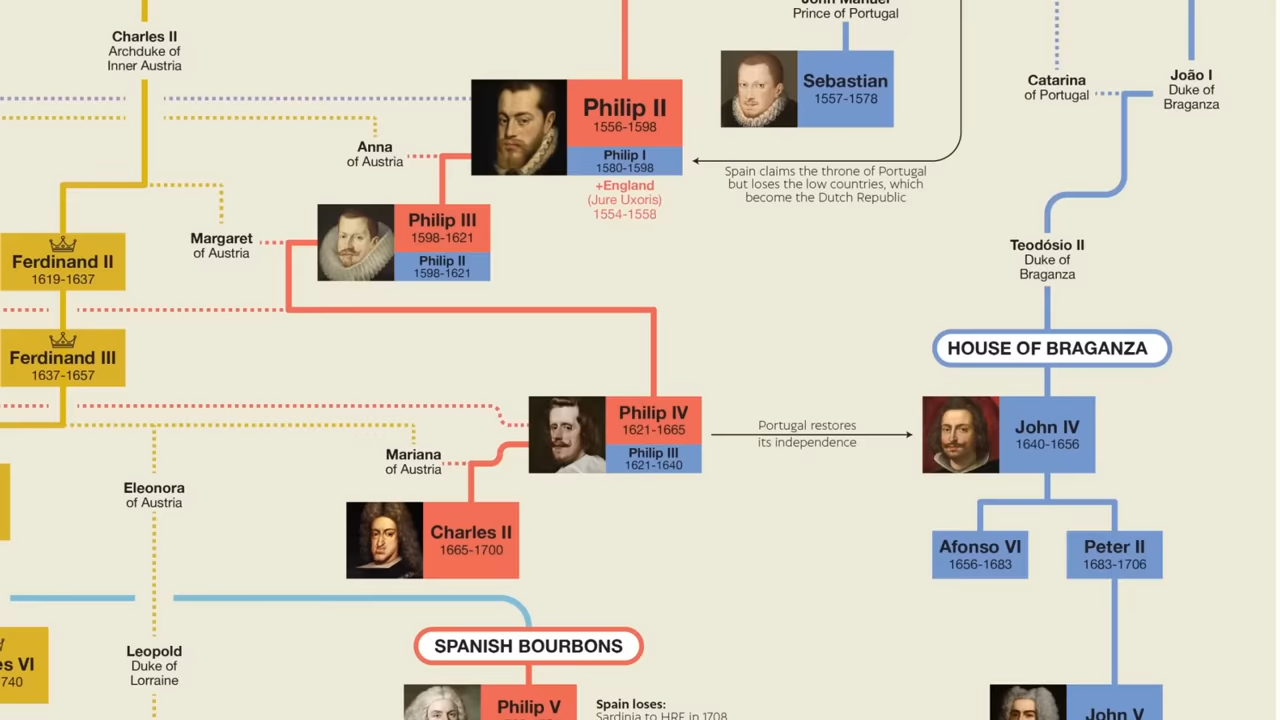 John Manuel
Prince of Portugal
Charles II
Archduke of
Inner Austria
Sebastian
1557-1578
Catarina
of Portugal
João I
Duke of
Braganza
Philip II
1556-1598
Philip I
1580-1598
+England
(Jure Uxoris)
1554-1558
Anna
of Austria
Spain claims the throne of Portugal
but loses the low countries, which
become the Dutch Republic
Margaret
of Austria
Philip III
1598-1621
Philip II
1598-1621
Teodósio II
Duke of
Braganza
Ferdinand II
1619-1637
Ferdinand III
1637-1657
HOUSE OF BRAGANZA
Philip IV
1621-1665
Philip III
1621-1640
Portugal restores
its independence
John IV
1640-1656
Mariana
of Austria
Eleonora
of Austria
Charles II
1665-1700
Afonso VI
1656-1683
Peter II
1683-1706
SPANISH BOURBONS
Leopold
Duke of
Lorraine
es VI
740
Philip V
Spain loses:
Sardinia to HRE in 1708
John V